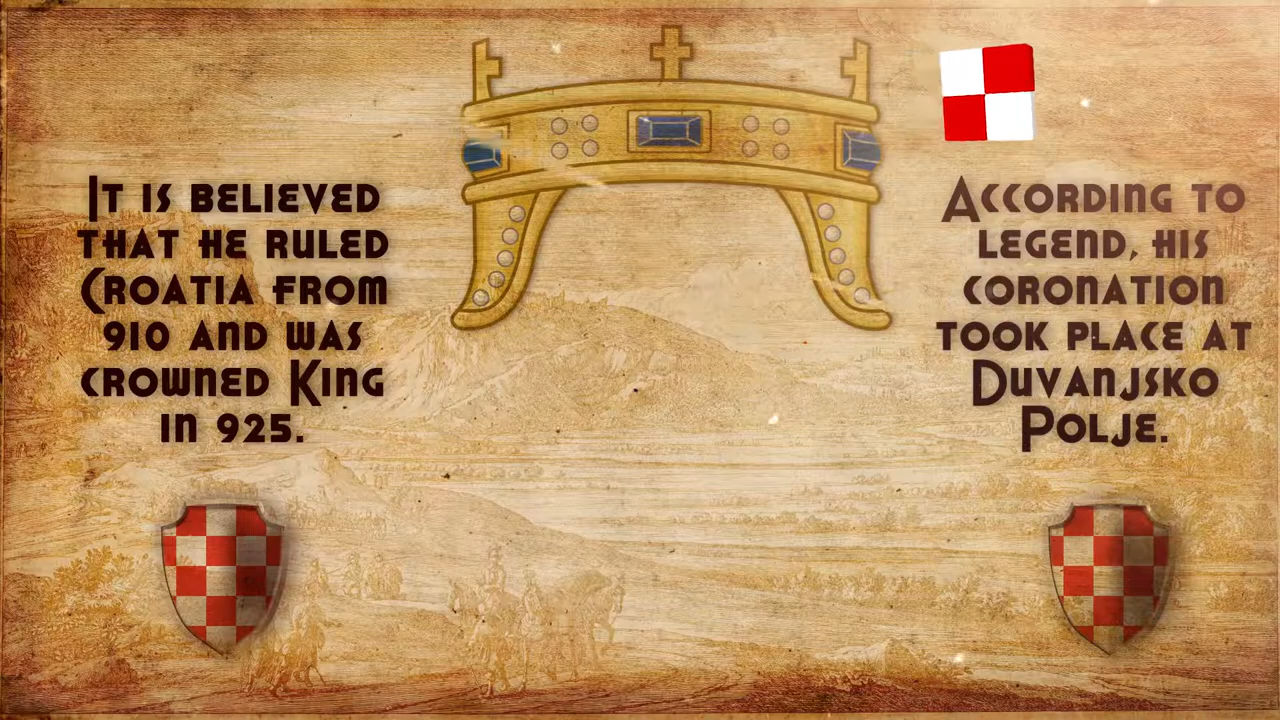 It is believed
that he ruled
Croatia from
910 and was
crowned King
in 925.
According to
legend, his
coronation
took place at
Duvanjsko
Polje.